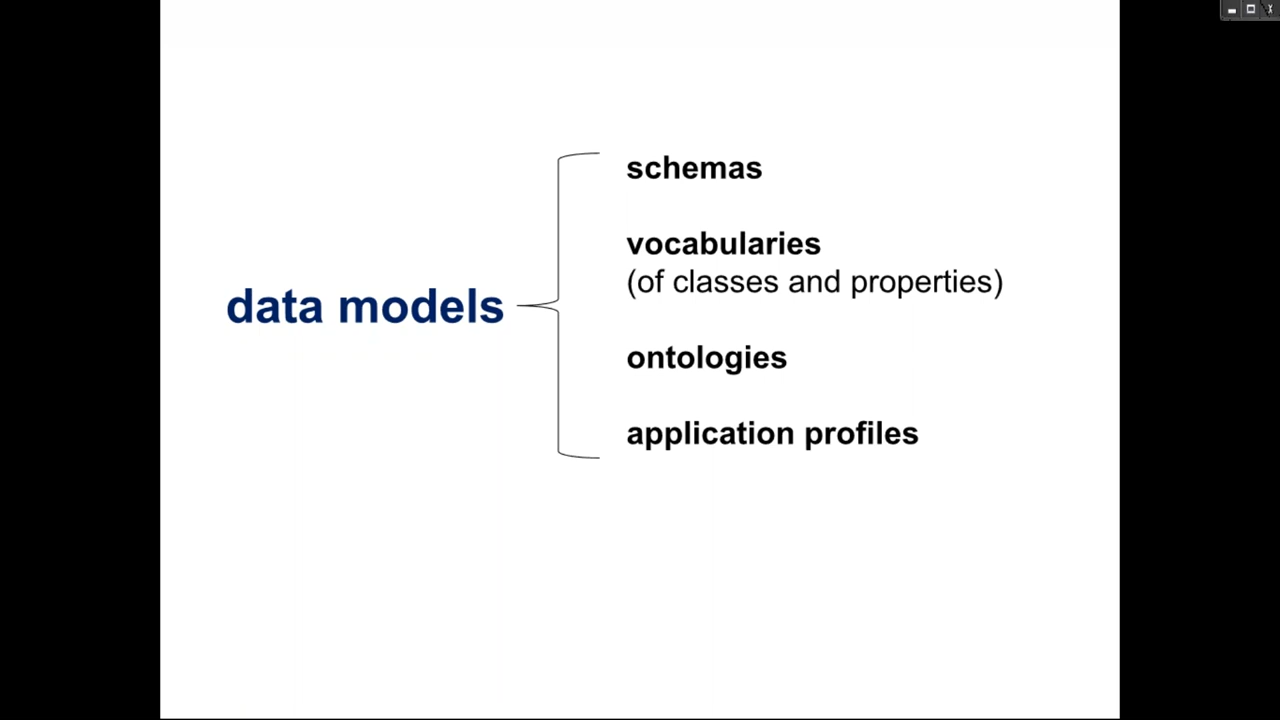 schemas
vocabularies
(of classes and properties)
data models
ontologies
application profiles